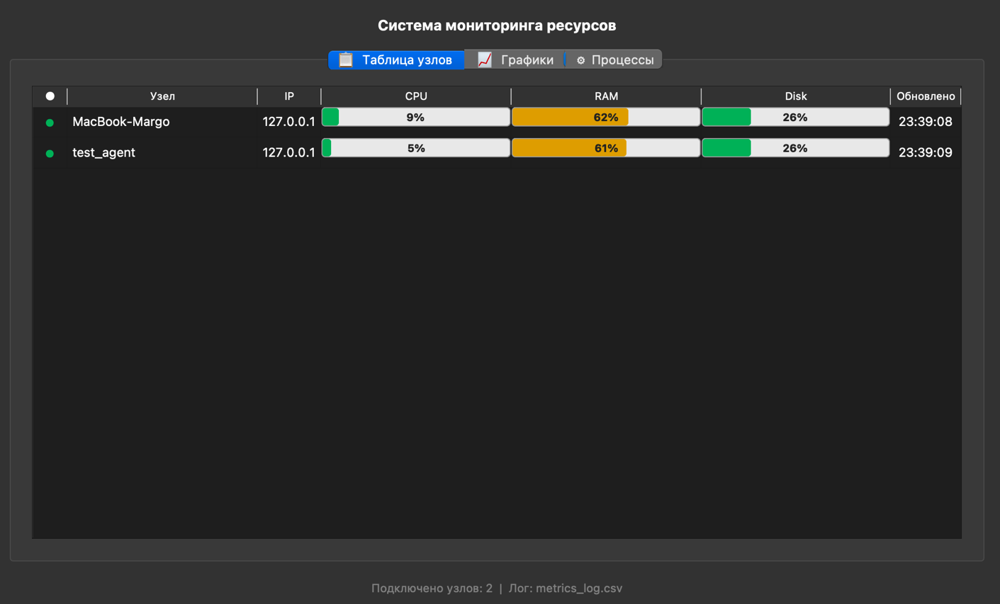 Система мониторинга ресурсов
Таблица узлов Графики Процессы
Узел IP CPU RAM Disk Обновлено
MacBook-Margo 127.0.0.1 9% 62% 26% 23:39:08
test_agent 127.0.0.1 5% 61% 26% 23:39:09
Подключено узлов: 2 | Лог: metrics_log.csv